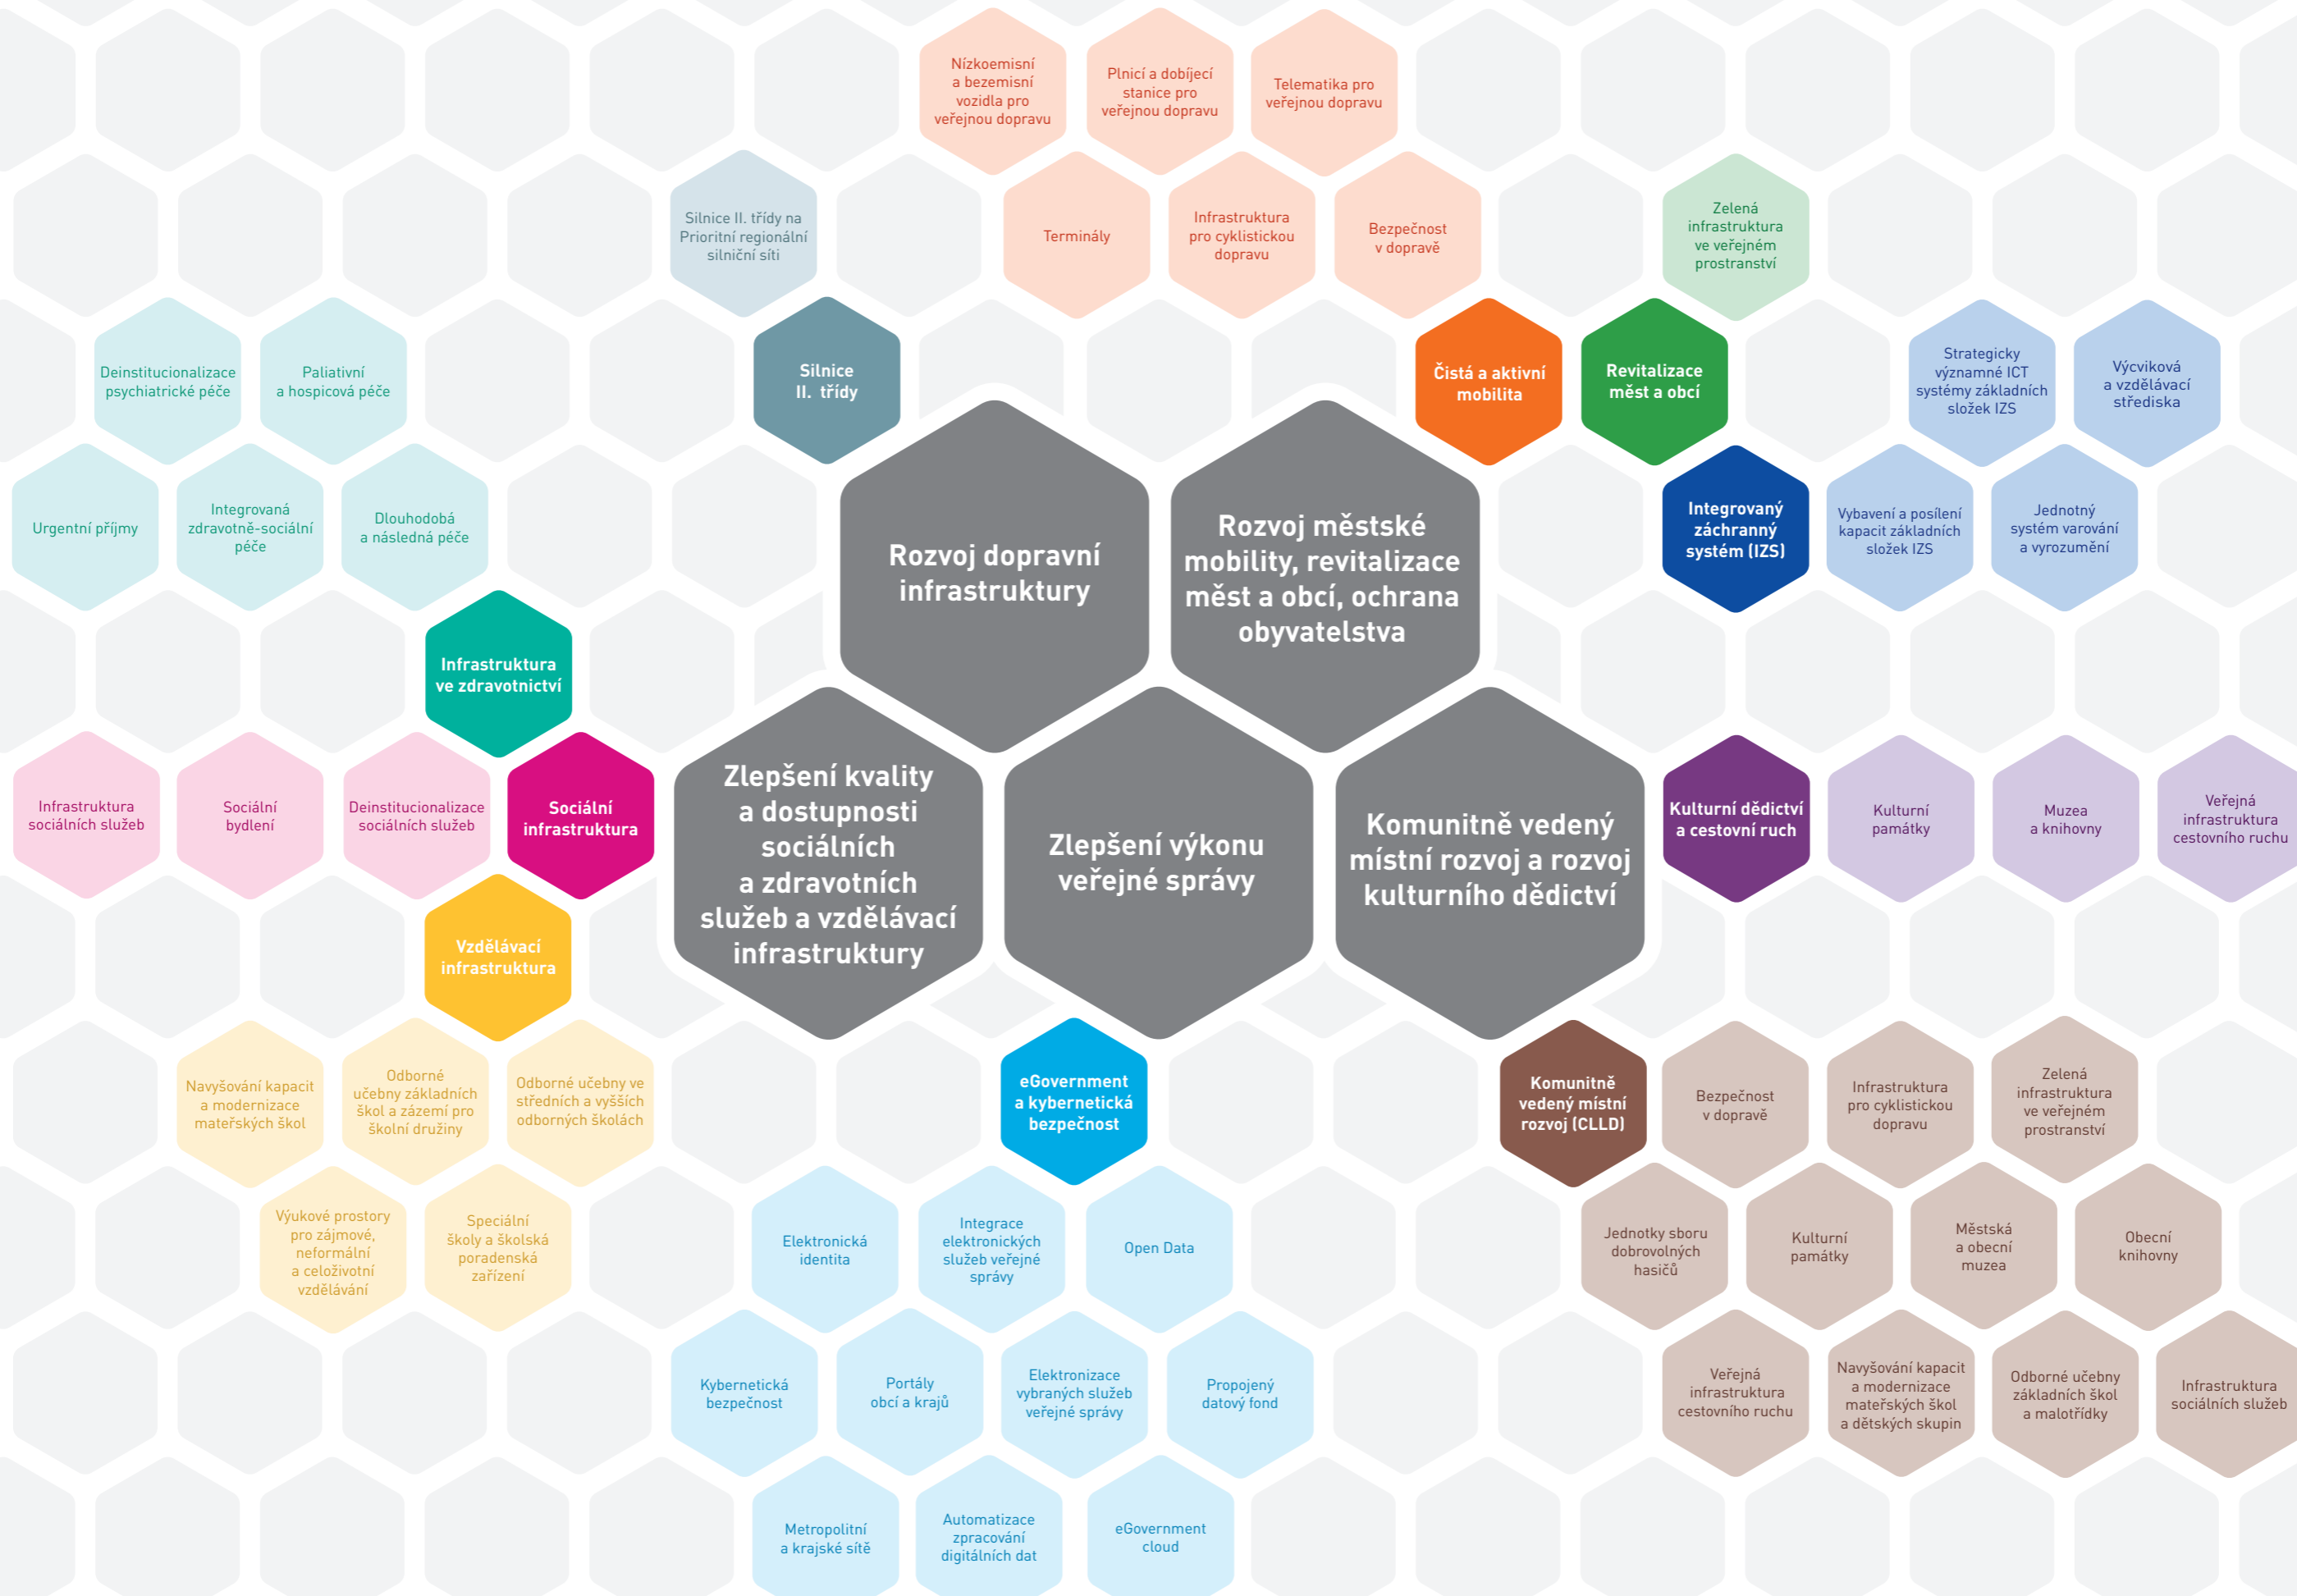 Nízkoemisní
a bezemisní
vozidla pro
veřejnou dopravu
Plnicí a dobíjecí
stanice pro
veřejnou dopravu
Telematika pro
veřejnou dopravu
Silnice II. třídy na
Prioritní regionální
silniční síti
Terminály
Infrastruktura
pro cyklistickou
dopravu
Bezpečnost
v dopravě
Zelená
infrastruktura
ve veřejném
prostranství
Deinstitucionalizace
psychiatrické péče
Paliativní
a hospicová péče
Silnice
II. třídy
Čistá a aktivní
mobilita
Revitalizace
měst a obcí
Strategicky
významné ICT
systémy základních
složek IZS
Výcviková
a vzdělávací
střediska
Urgentní příjmy
Integrovaná
zdravotně-sociální
péče
Dlouhodobá
a následná péče
Rozvoj dopravní
infrastruktury
Rozvoj městské
mobility, revitalizace
měst a obcí, ochrana
obyvatelstva
Integrovaný
záchranný
systém (IZS)
Vybavení a posílení
kapacit základních
složek IZS
Jednotný
systém varování
a vyrozumění
Infrastruktura
ve zdravotnictví
Infrastruktura
sociálních služeb
Sociální
bydlení
Deinstitucionalizace
sociálních služeb
Sociální
infrastruktura
Zlepšení kvality
a dostupnosti
sociálních
a zdravotních
služeb a vzdělávací
infrastruktury
Zlepšení výkonu
veřejné správy
Komunitně vedený
místní rozvoj a rozvoj
kulturního dědictví
Kulturní dědictví
a cestovní ruch
Kulturní
památky
Muzea
a knihovny
Veřejná
infrastruktura
cestovního ruchu
Vzdělávací
infrastruktura
Navyšování kapacit
a modernizace
mateřských škol
Odborné
učebny základních
škol a zázemí pro
školní družiny
Odborné učebny ve
středních a vyšších
odborných školách
eGovernment
a kybernetická
bezpečnost
Komunitně
vedený místní
rozvoj (CLLD)
Bezpečnost
v dopravě
Infrastruktura
pro cyklistickou
dopravu
Zelená
infrastruktura
ve veřejném
prostranství
Výukové prostory
pro zájmové,
neformální
a celoživotní
vzdělávání
Speciální
školy a školská
poradenská
zařízení
Elektronická
identita
Integrace
elektronických
služeb veřejné
správy
Open Data
Jednotky sboru
dobrovolných
hasičů
Kulturní
památky
Městská
a obecní
muzea
Obecní
knihovny
Kybernetická
bezpečnost
Portály
obcí a krajů
Elektronizace
vybraných služeb
veřejné správy
Propojený
datový fond
Veřejná
infrastruktura
cestovního ruchu
Navyšování kapacit
a modernizace
mateřských škol
a dětských skupin
Odborné učebny
základních škol
a malotřídky
Infrastruktura
sociálních služeb
Metropolitní
a krajské sítě
Automatizace
zpracování
digitálních dat
eGovernment
cloud